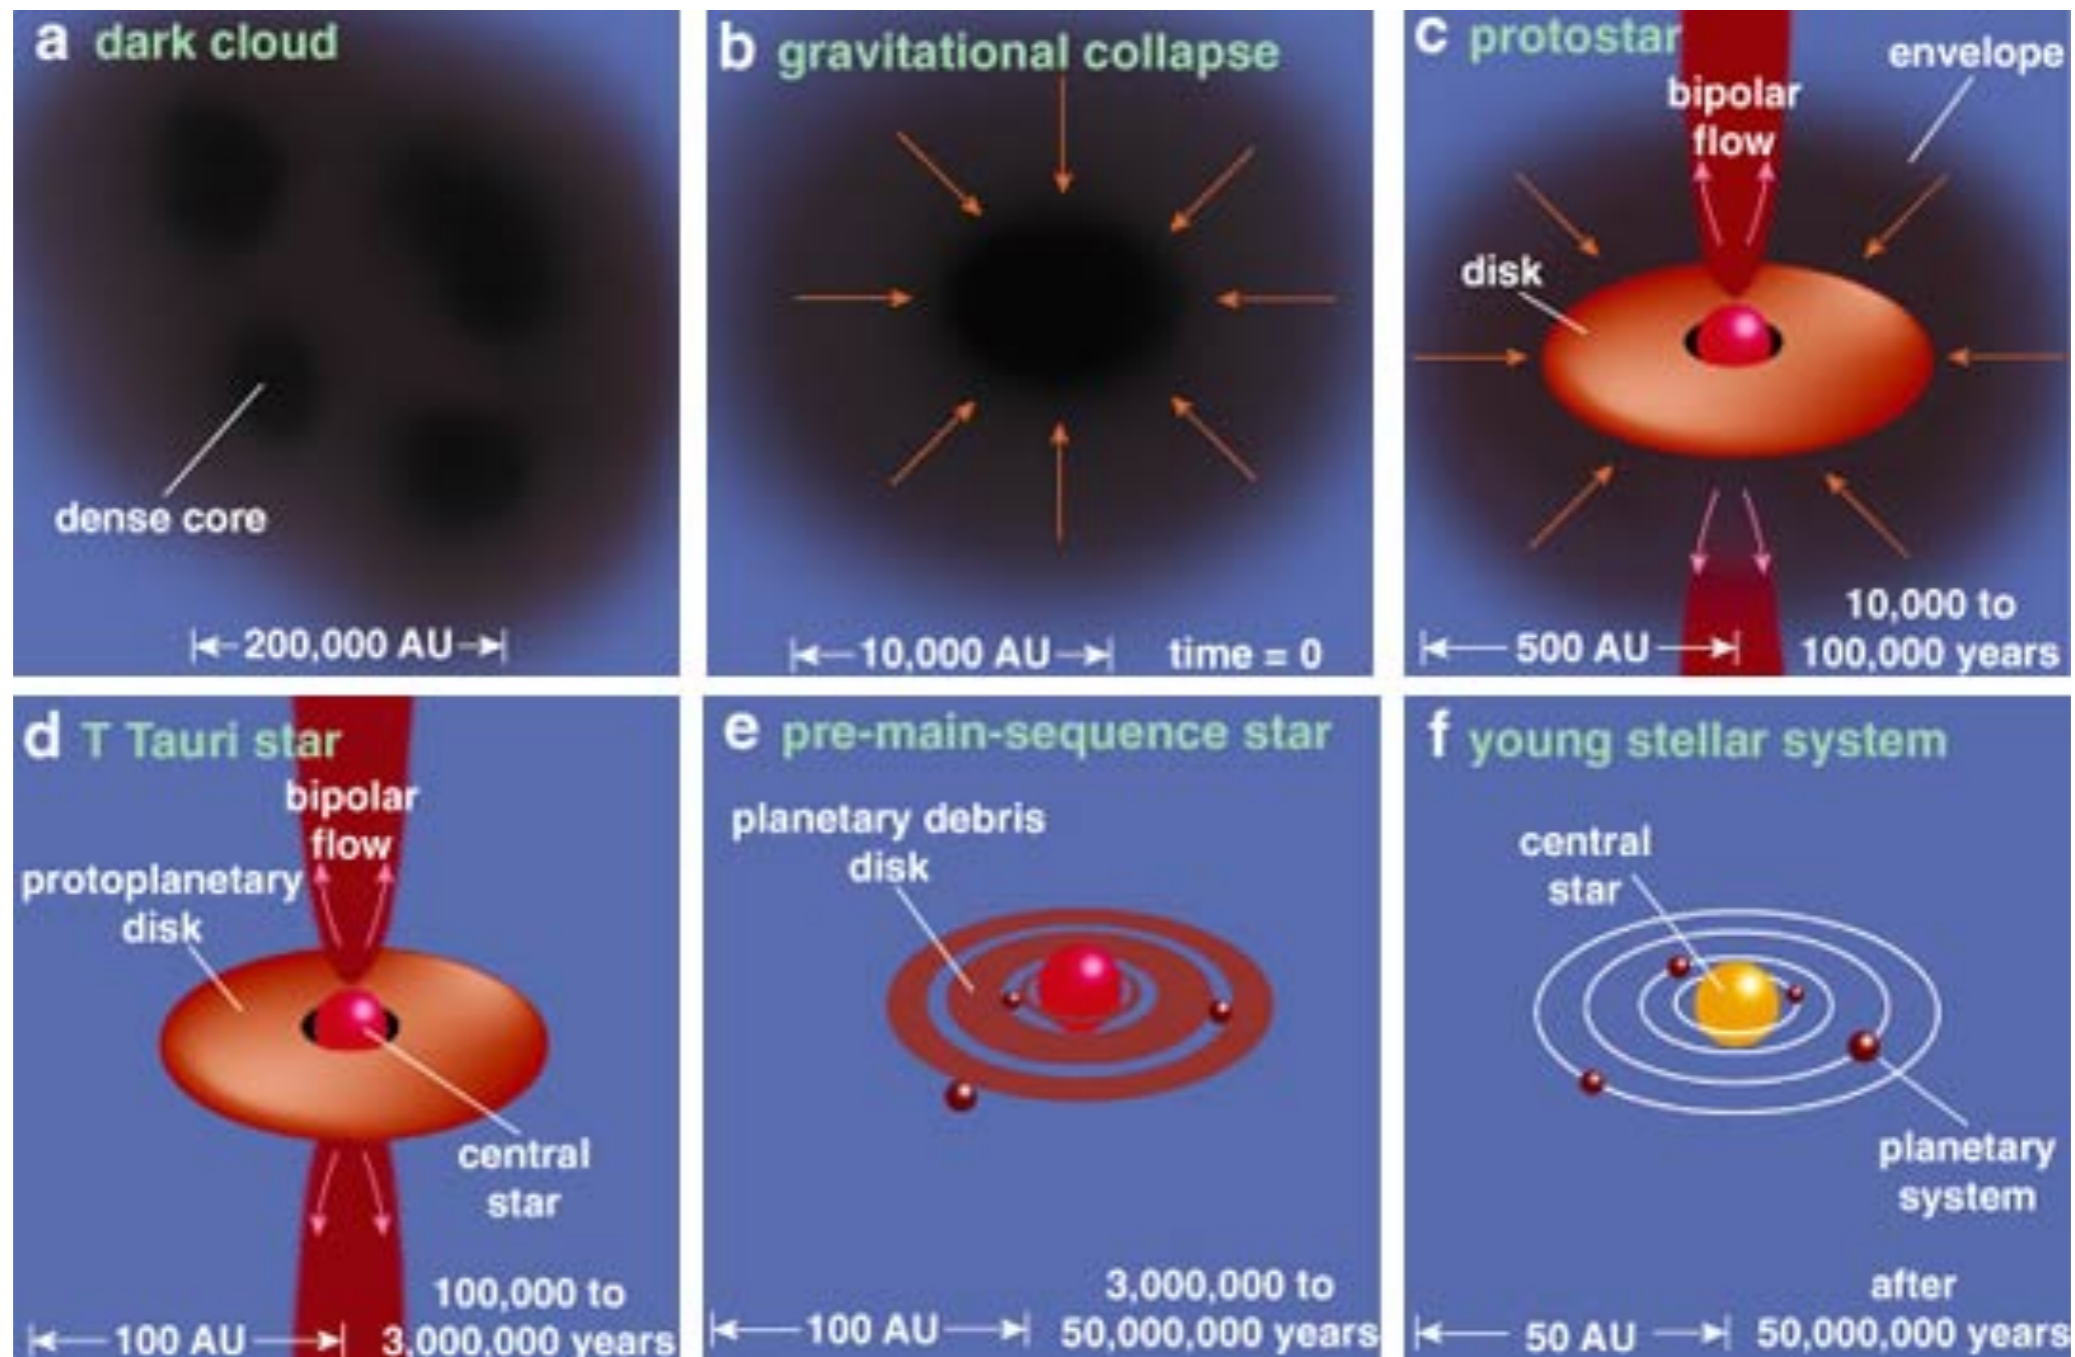 a dark cloud
dense core
200,000 AU
b gravitational collapse
10,000 AU
time = 0
c protostar
envelope
bipolar
flow
disk
10,000 to
100,000 years
500 AU
d T Tauri star
bipolar
flow
protoplanetary
disk
central
star
100,000 to
3,000,000 years
100 AU
e pre-main-sequence star
planetary debris
disk
3,000,000 to
50,000,000 years
100 AU
f young stellar system
central
star
planetary
system
after
50,000,000 years
50 AU